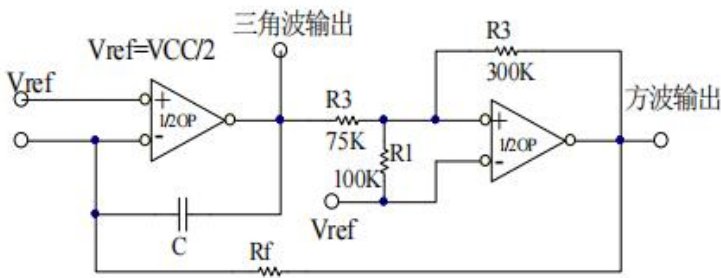 三角波输出
Vref=VCC/2
Vref
+
-
1/2OP
R3
75K
R1
100K
Vref
C
Rf
R3
300K
+
-
1/2OP
方波输出